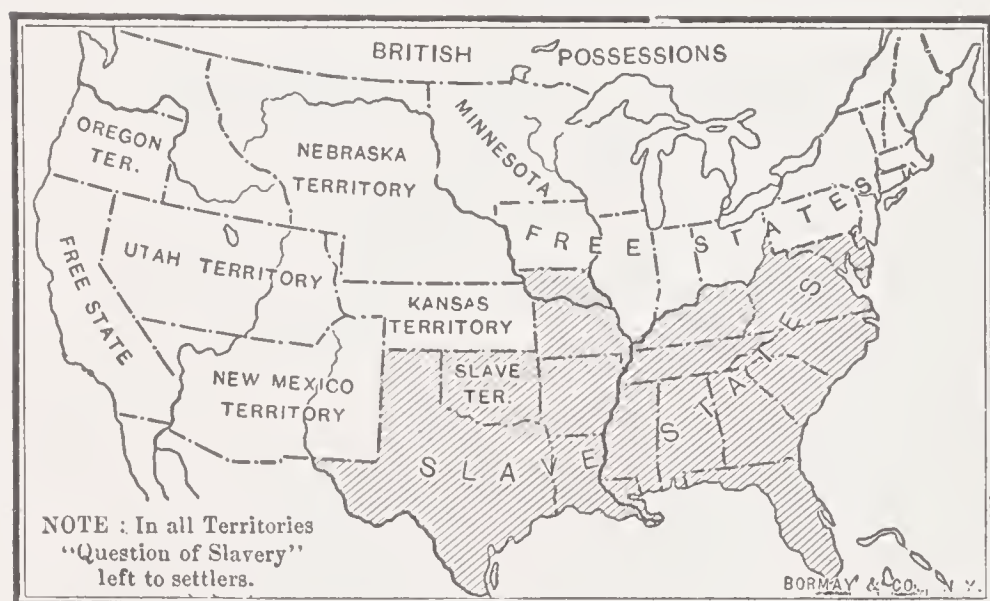 BRITISH POSSESSIONS
OREGON
TER.
NEBRASKA
TERRITORY
MINNESOTA
FREE STATES
UTAH TERRITORY
FREE STATE
KANSAS
TERRITORY
NEW MEXICO
TERRITORY
SLAVE
TER.
SLAVE STATES
NOTE : In all Territories
“Question of Slavery”
left to settlers.
BORMAY & CO., N.Y.